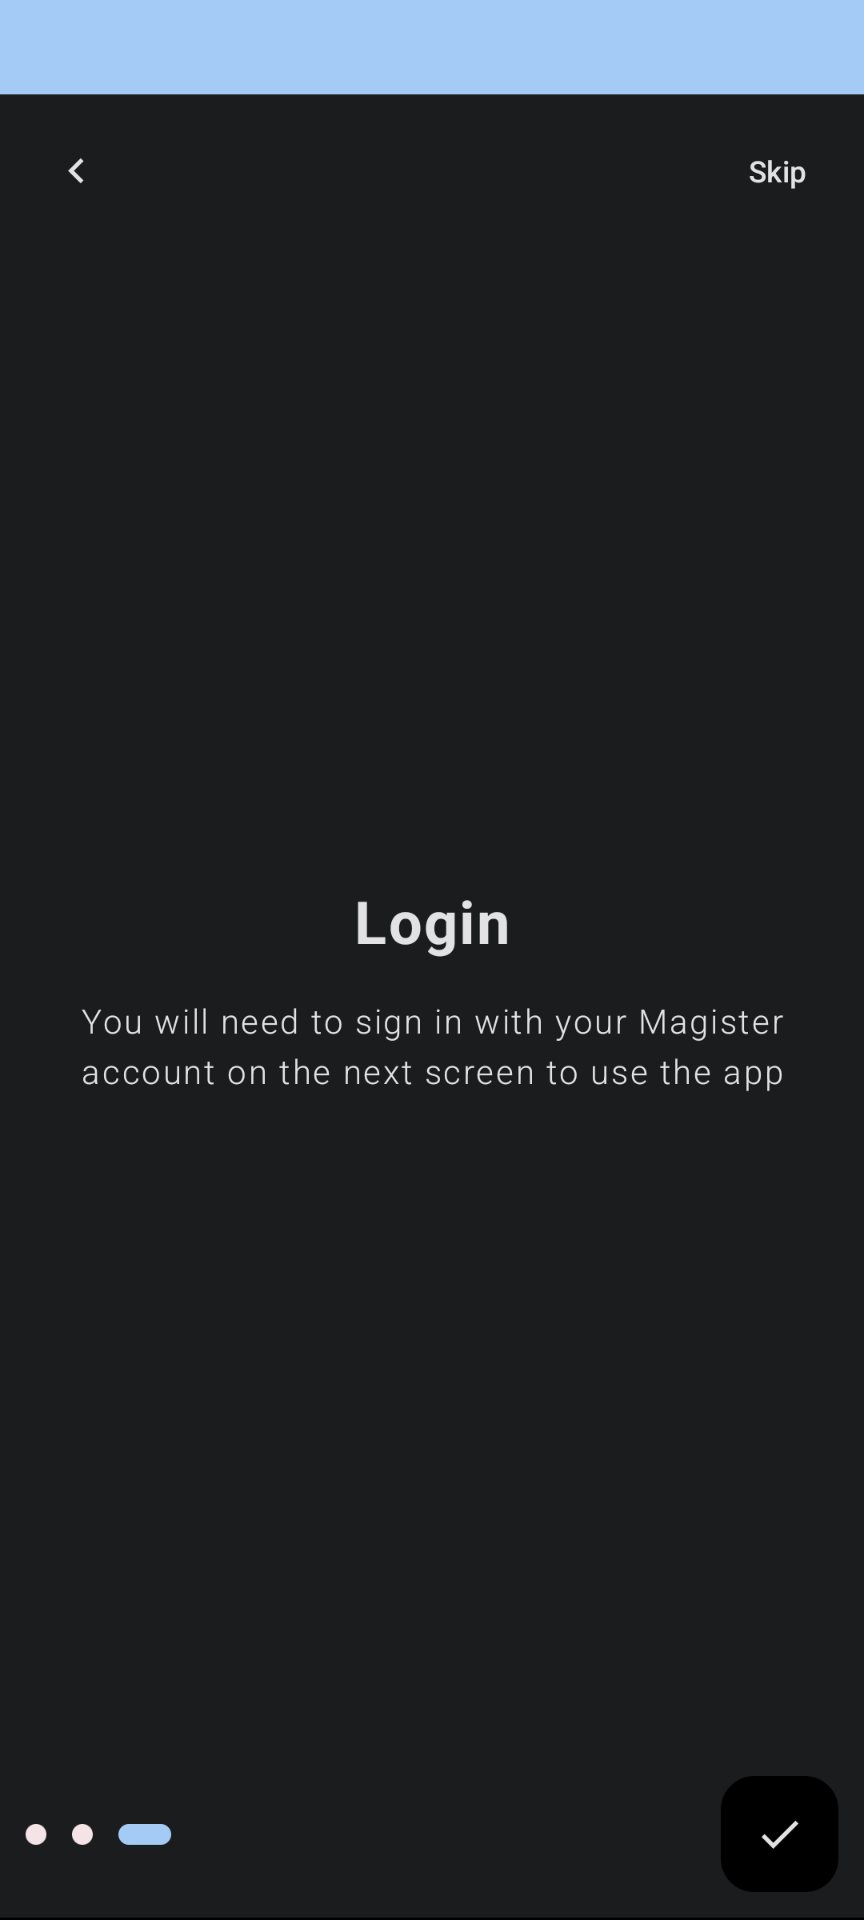 Skip
Login
You will need to sign in with your Magister
account on the next screen to use the app